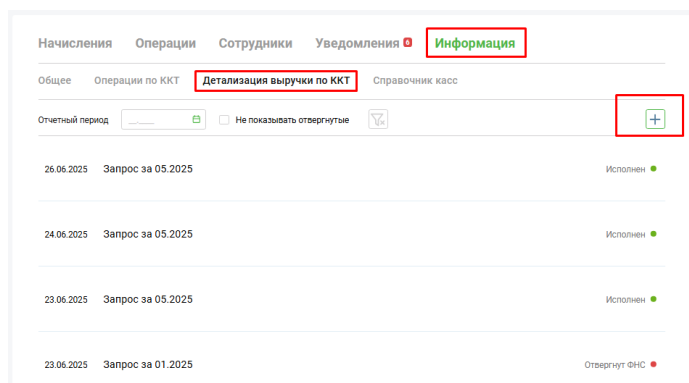 Начисления Операции Сотрудники Уведомления 6 Информация
Общее Операции по ККТ Детализация выручки по ККТ Справочник касс
Отчетный период __.____ Не показывать отвергнутые
26.06.2025 Запрос за 05.2025 Исполнен
24.06.2025 Запрос за 05.2025 Исполнен
23.06.2025 Запрос за 05.2025 Исполнен
23.06.2025 Запрос за 01.2025 Отвергнут ФНС